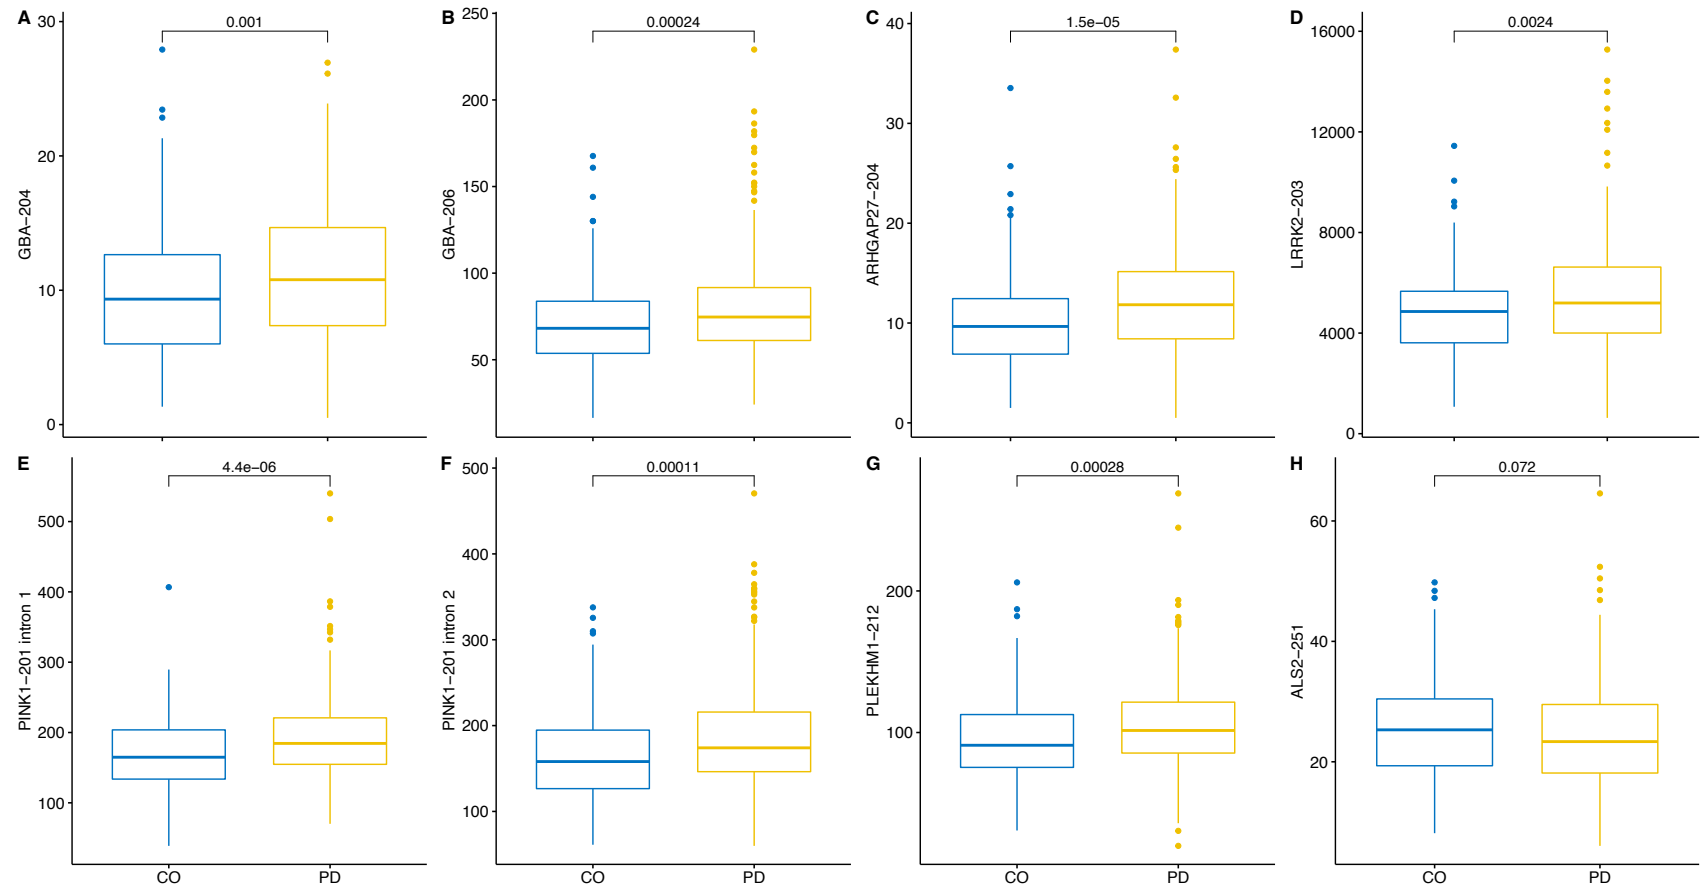 A
0.001
30
20
10
0
GBA−204
B
0.00024
250
200
150
100
50
GBA−206
C
1.5e−05
40
30
20
10
0
ARHGAP27−204
D
0.0024
16000
12000
8000
4000
0
LRRK2−203
E
4.4e−06
500
400
300
200
100
PINK1−201 intron 1
CO PD
F
0.00011
500
400
300
200
100
PINK1−201 intron 2
CO PD
G
0.00028
200
100
PLEKHM1−212
CO PD
H
0.072
60
40
20
ALS2−251
CO PD